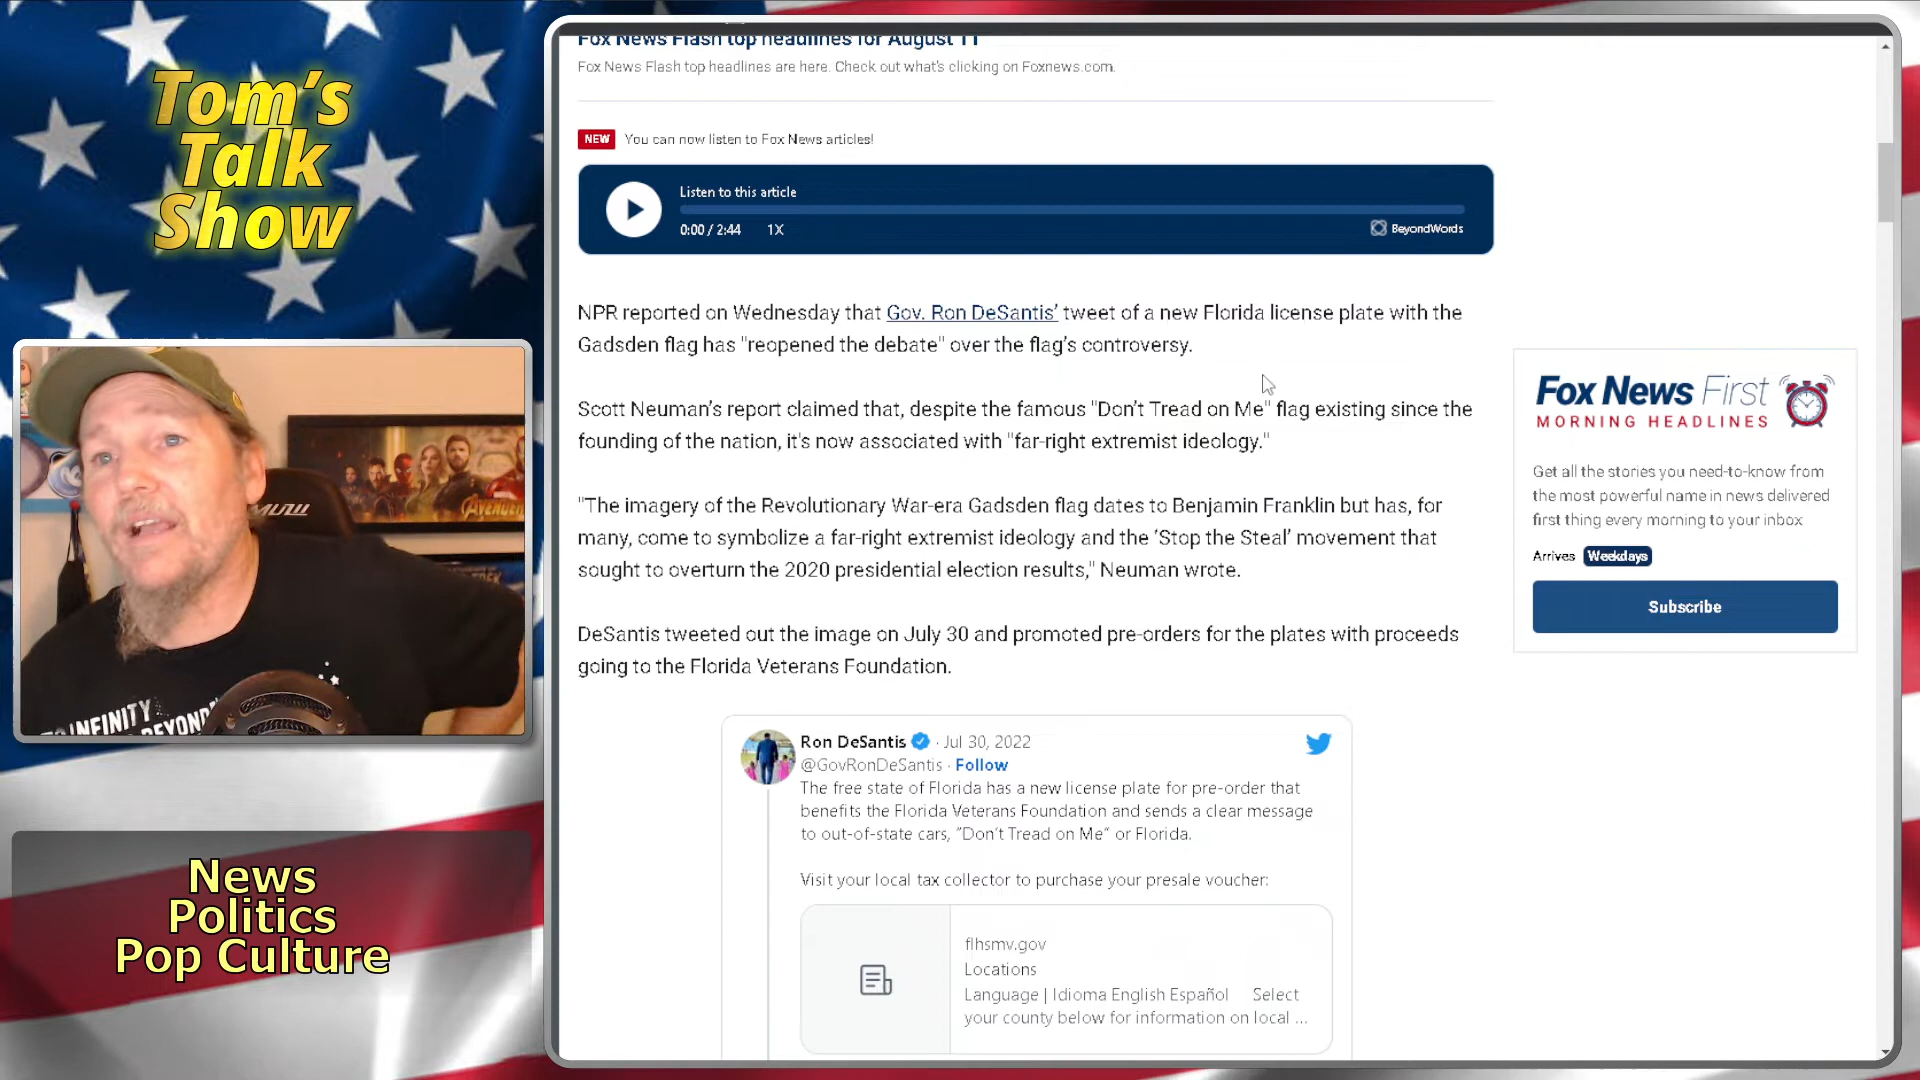 Tom's
Talk
Show
News
Politics
Pop Culture
TO INFINITY
BEYOND
AVENGERS
Fox News Flash top headlines for August 11
Fox News Flash top headlines are here. Check out what's clicking on Foxnews.com.
NEW You can now listen to Fox News articles!
Listen to this article
0:00 / 2:44 1X
BeyondWords
NPR reported on Wednesday that Gov. Ron DeSantis' tweet of a new Florida license plate with the
Gadsden flag has "reopened the debate" over the flag's controversy.
Scott Neuman's report claimed that, despite the famous "Don't Tread on Me" flag existing since the
founding of the nation, it's now associated with "far-right extremist ideology."
"The imagery of the Revolutionary War-era Gadsden flag dates to Benjamin Franklin but has, for
many, come to symbolize a far-right extremist ideology and the 'Stop the Steal' movement that
sought to overturn the 2020 presidential election results," Neuman wrote.
DeSantis tweeted out the image on July 30 and promoted pre-orders for the plates with proceeds
going to the Florida Veterans Foundation.
Ron DeSantis · Jul 30, 2022
@GovRonDeSantis · Follow
The free state of Florida has a new license plate for pre-order that
benefits the Florida Veterans Foundation and sends a clear message
to out-of-state cars, “Don't Tread on Me” or Florida.
Visit your local tax collector to purchase your presale voucher:
flhsmv.gov
Locations
Language | Idioma English Español Select
your county below for information on local ...
Fox News First
MORNING HEADLINES
Get all the stories you need-to-know from
the most powerful name in news delivered
first thing every morning to your inbox
Arrives Weekdays
Subscribe